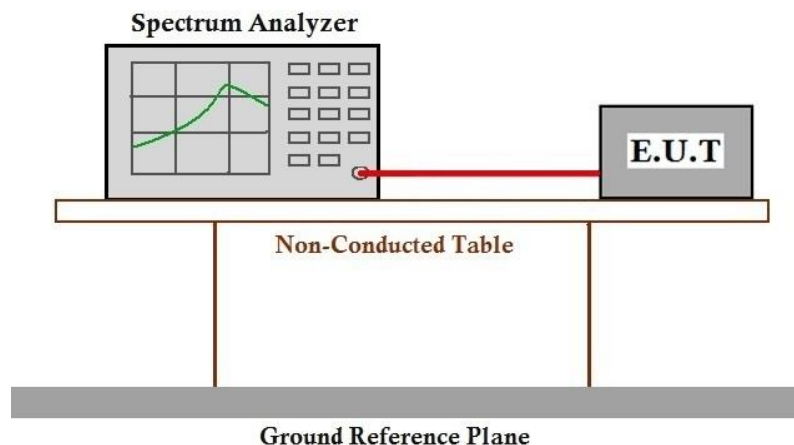 Spectrum Analyzer
E.U.T
Non-Conducted Table
Ground Reference Plane